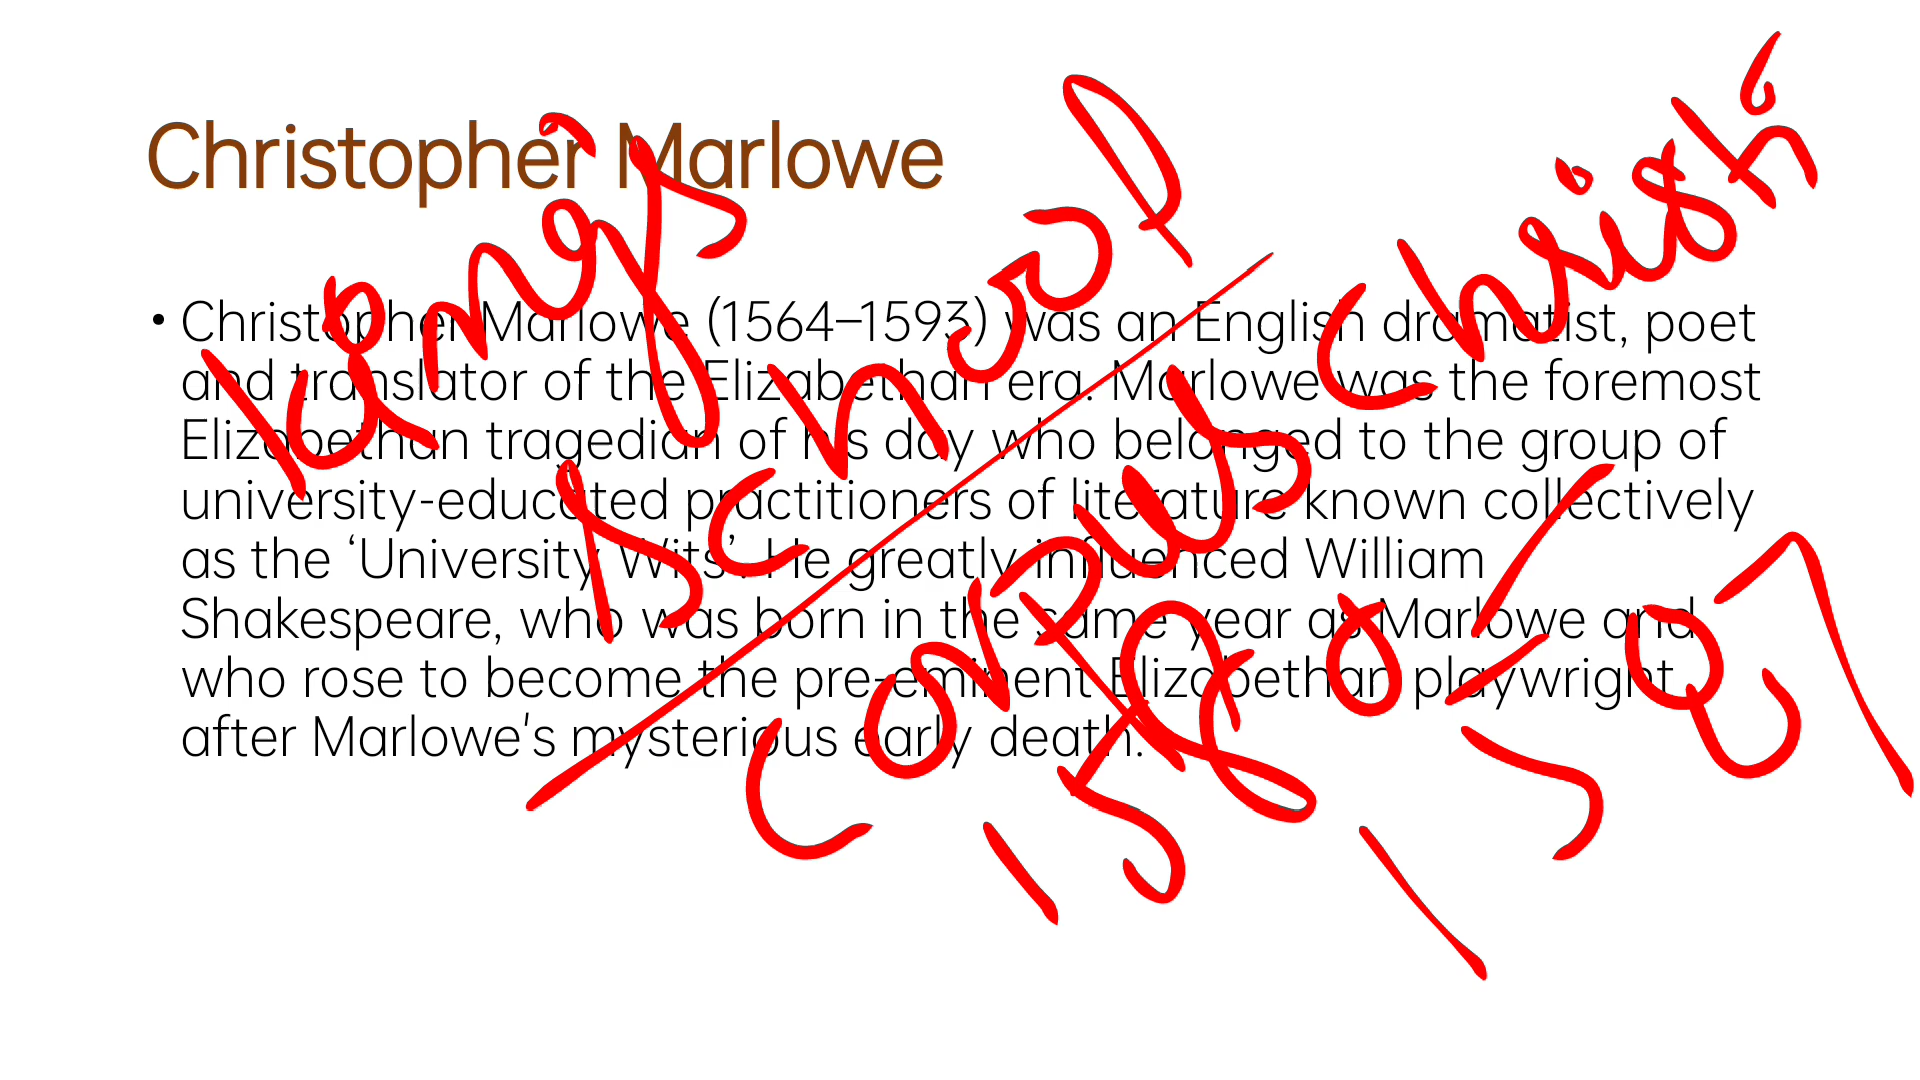 Christopher Marlowe
• Christopher Marlowe (1564–1593) was an English dramatist, poet
and translator of the Elizabethan era. Marlowe was the foremost
Elizabethan tragedian of his day who belonged to the group of
university-educated practitioners of literature known collectively
as the ‘University Wits’. He greatly influenced William
Shakespeare, who was born in the same year as Marlowe and
who rose to become the pre-eminent Elizabethan playwright
after Marlowe's mysterious early death.
king's
school
corpus christi
1580